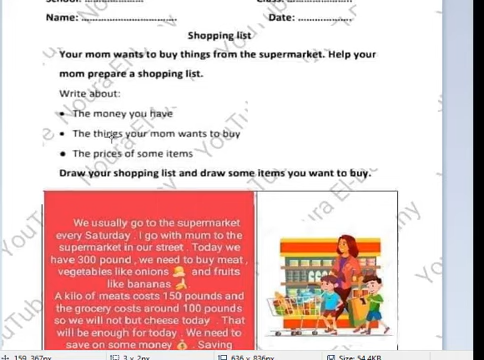 School: ........................ Class: ........................
Name: ........................ Date: ........................
Shopping list
Your mom wants to buy things from the supermarket. Help your
mom prepare a shopping list.
Write about:
• The money you have
• The things your mom wants to buy
• The prices of some items
Draw your shopping list and draw some items you want to buy.
We usually go to the supermarket
every Saturday . I go with mum to the
supermarket in our street . Today we
have 300 pound , we need to buy meat ,
vegetables like onions 🧅 and fruits
like bananas 🍌
A kilo of meats costs 150 pounds and
the grocery costs around 100 pounds
so we will not but cheese today . That
will be enough for today . We need to
save on some money 💰 . Saving
159, 367px 3 x 2px 636 x 836px Size: 54.4KB